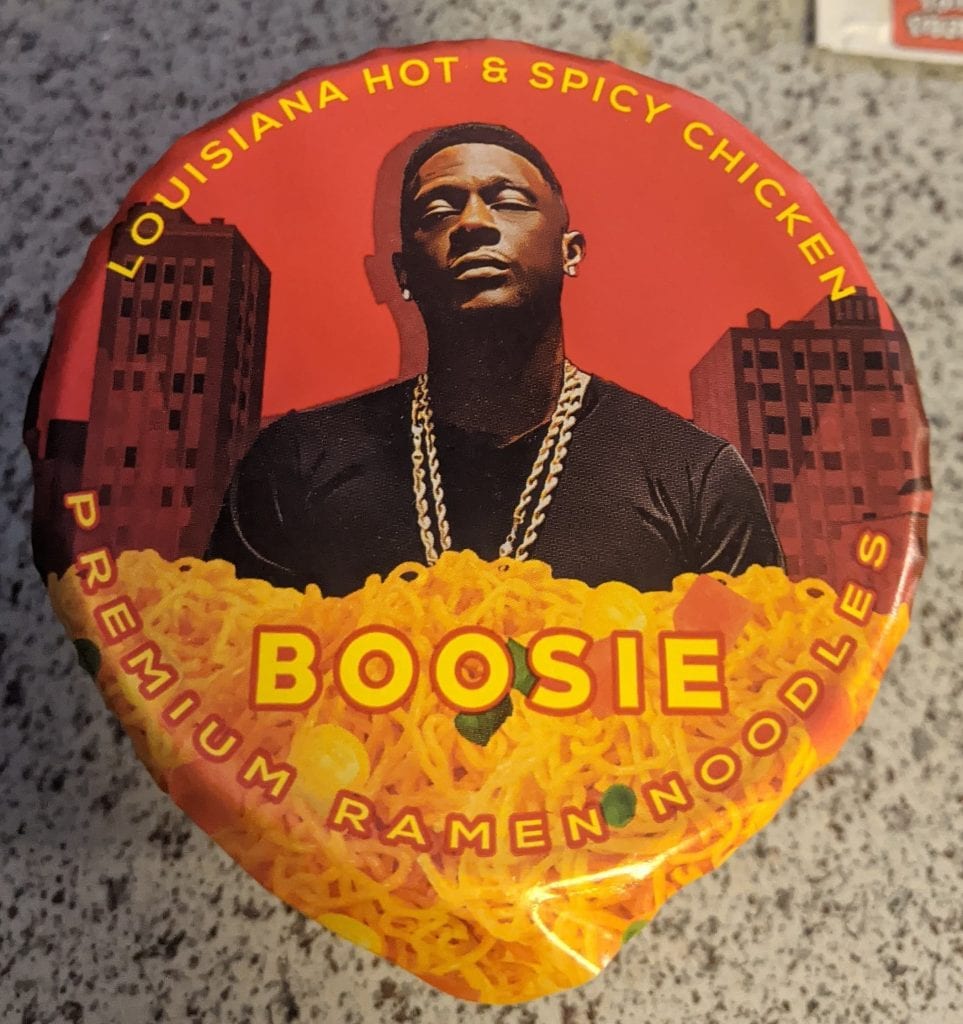 LOUISIANA HOT & SPICY CHICKEN
BOOSIE
PREMIUM RAMEN NOODLES